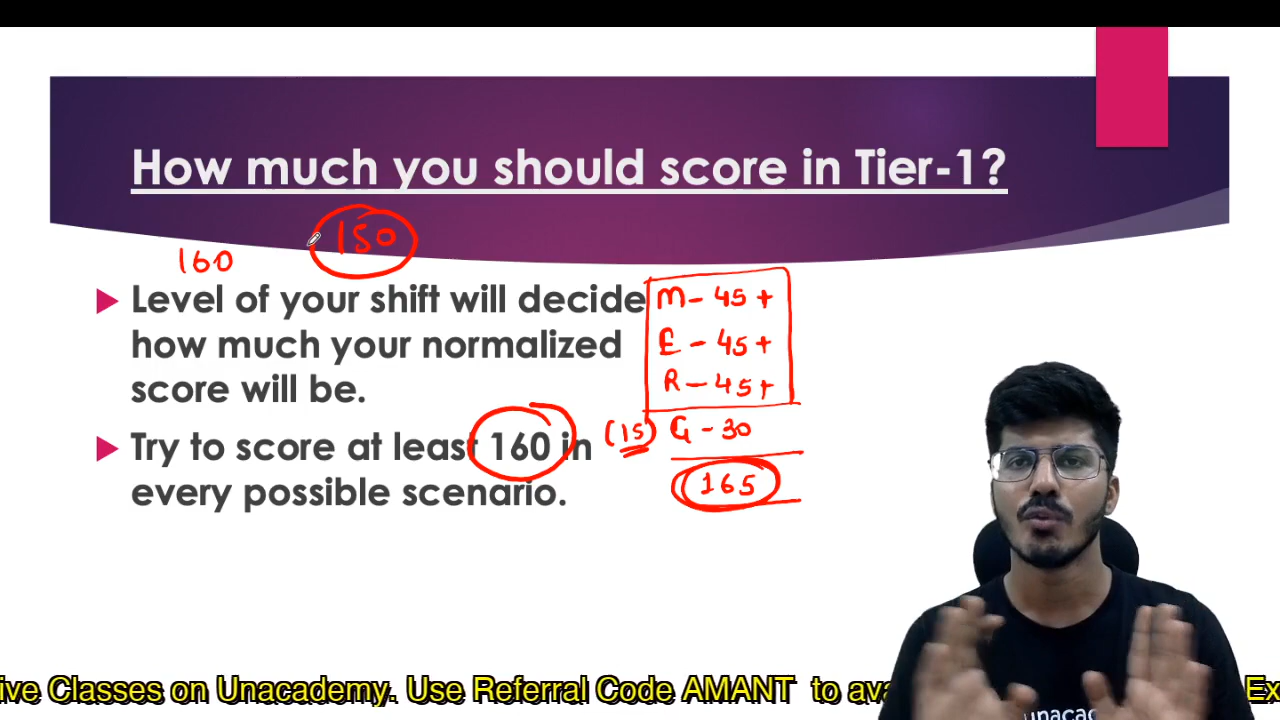 How much you should score in Tier-1?
150
160
Level of your shift will decide
how much your normalized
score will be.
Try to score at least 160 in
every possible scenario.
M - 45 +
E - 45 +
R - 45 +
(15) G - 30
165
ive Classes on Unacademy. Use Referral Code AMANT to ava
Ex
unacad